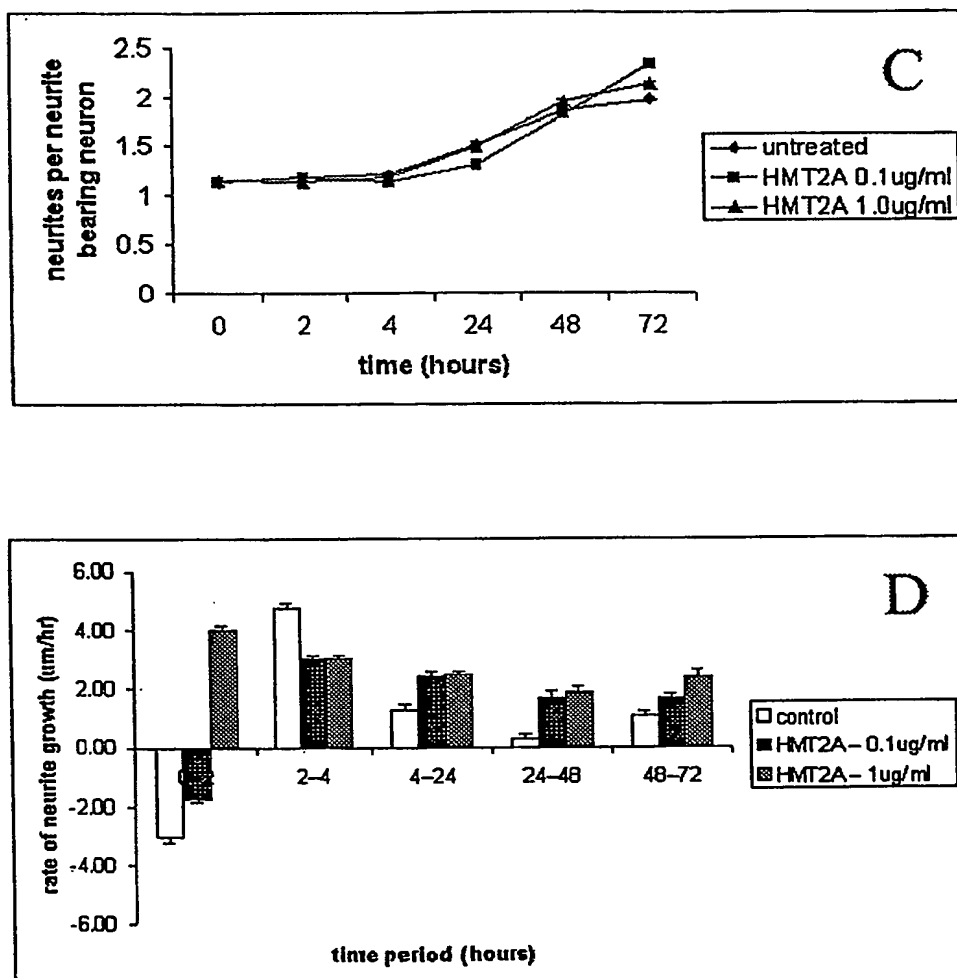 C
2.5
2
1.5
1
0.5
0
neurites per neurite
bearing neuron
0 2 4 24 48 72
time (hours)
untreated
HMT2A 0.1ug/ml
HMT2A 1.0ug/ml
D
6.00
4.00
2.00
0.00
-2.00
-4.00
-6.00
rate of neurite growth (um/hr)
2–4 4–24 24–48 48–72
time period (hours)
control
HMT2A– 0.1ug/ml
HMT2A– 1ug/ml